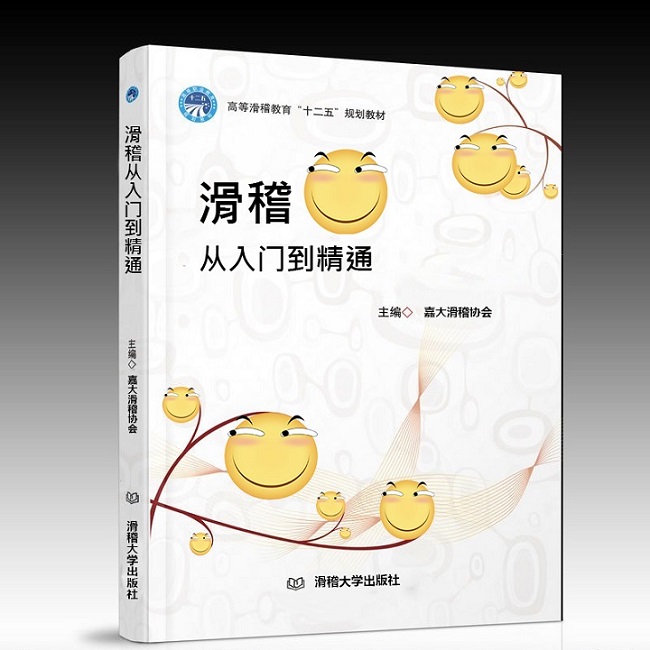 十二五
高等滑稽教育“十二五”规划教材
滑稽
从入门到精通
主编◇ 嘉大滑稽协会
滑稽大学出版社
滑稽从入门到精通
主编◇ 嘉大滑稽协会
滑稽大学出版社